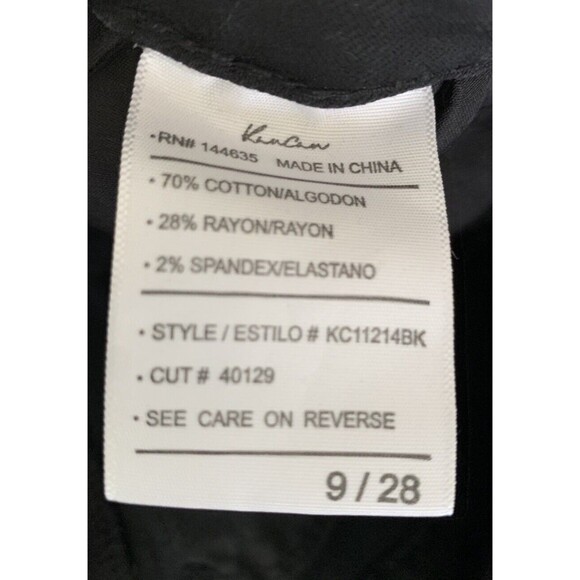 KanCan
• RN# 144635 MADE IN CHINA
• 70% COTTON/ALGODON
• 28% RAYON/RAYON
• 2% SPANDEX/ELASTANO
• STYLE / ESTILO # KC11214BK
• CUT # 40129
• SEE CARE ON REVERSE
9 / 28